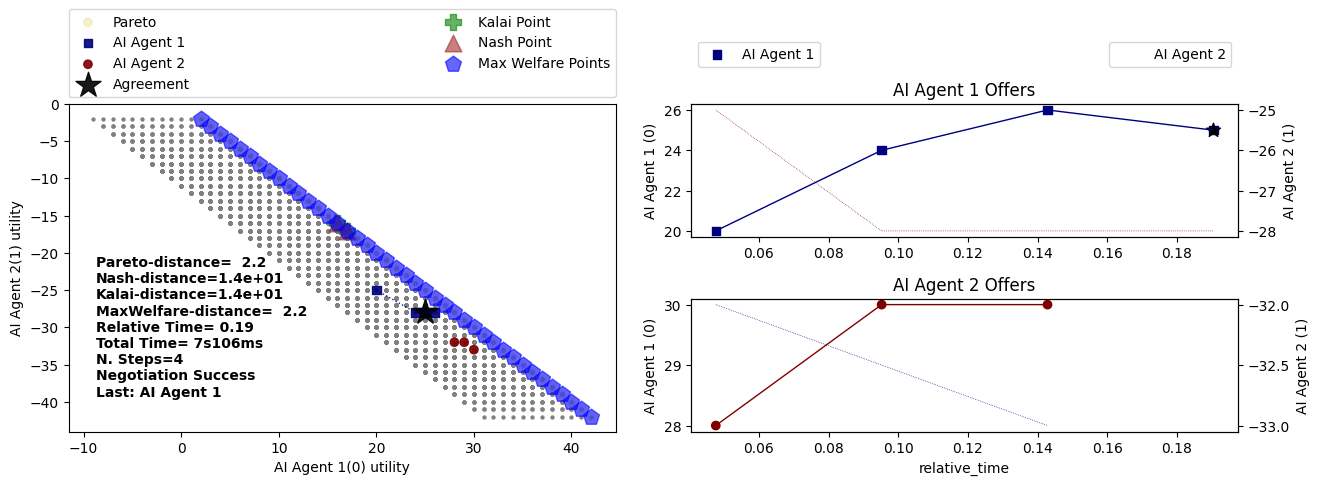 Pareto
AI Agent 1
AI Agent 2
Agreement
Kalai Point
Nash Point
Max Welfare Points
0
−5
−10
−15
−20
−25
−30
−35
−40
AI Agent 2(1) utility
Pareto-distance=  2.2
Nash-distance=1.4e+01
Kalai-distance=1.4e+01
MaxWelfare-distance=  2.2
Relative Time= 0.19
Total Time= 7s106ms
N. Steps=4
Negotiation Success
Last: AI Agent 1
−10 0 10 20 30 40
AI Agent 1(0) utility
AI Agent 1
AI Agent 2
AI Agent 1 Offers
26
24
22
20
AI Agent 1 (0)
−25
−26
−27
−28
AI Agent 2 (1)
0.06 0.08 0.10 0.12 0.14 0.16 0.18
AI Agent 2 Offers
30
29
28
AI Agent 1 (0)
−32.0
−32.5
−33.0
AI Agent 2 (1)
0.06 0.08 0.10 0.12 0.14 0.16 0.18
relative_time